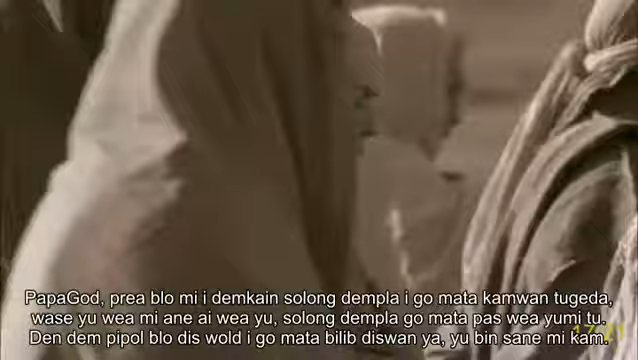 PapaGod, prea blo mi i demkain solong dempla i go mata kamwan tugeda,
wase yu wea mi ane ai wea yu, solong dempla go mata pas wea yumi tu.
Den dem pipol blo dis wold i go mata bilib diswan ya, yu bin sane mi kam.
17:21